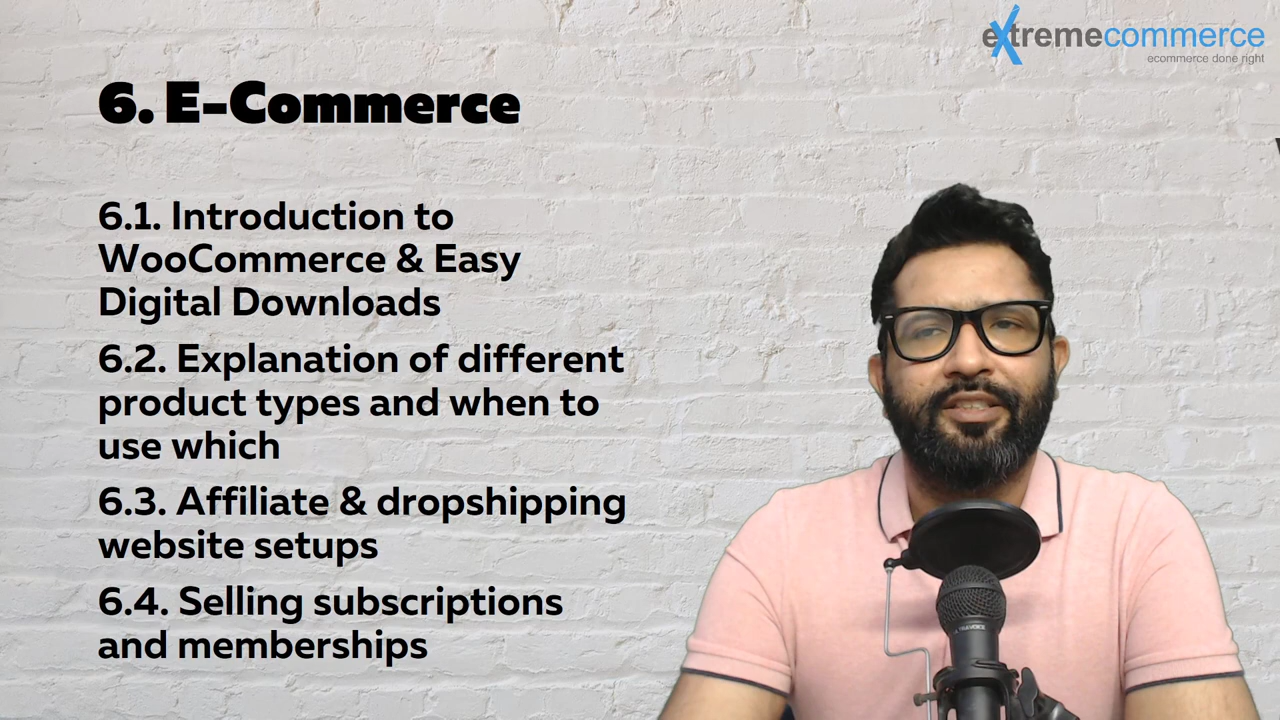 extremecommerce
ecommerce done right
6. E-Commerce
6.1. Introduction to
WooCommerce & Easy
Digital Downloads
6.2. Explanation of different
product types and when to
use which
6.3. Affiliate & dropshipping
website setups
6.4. Selling subscriptions
and memberships